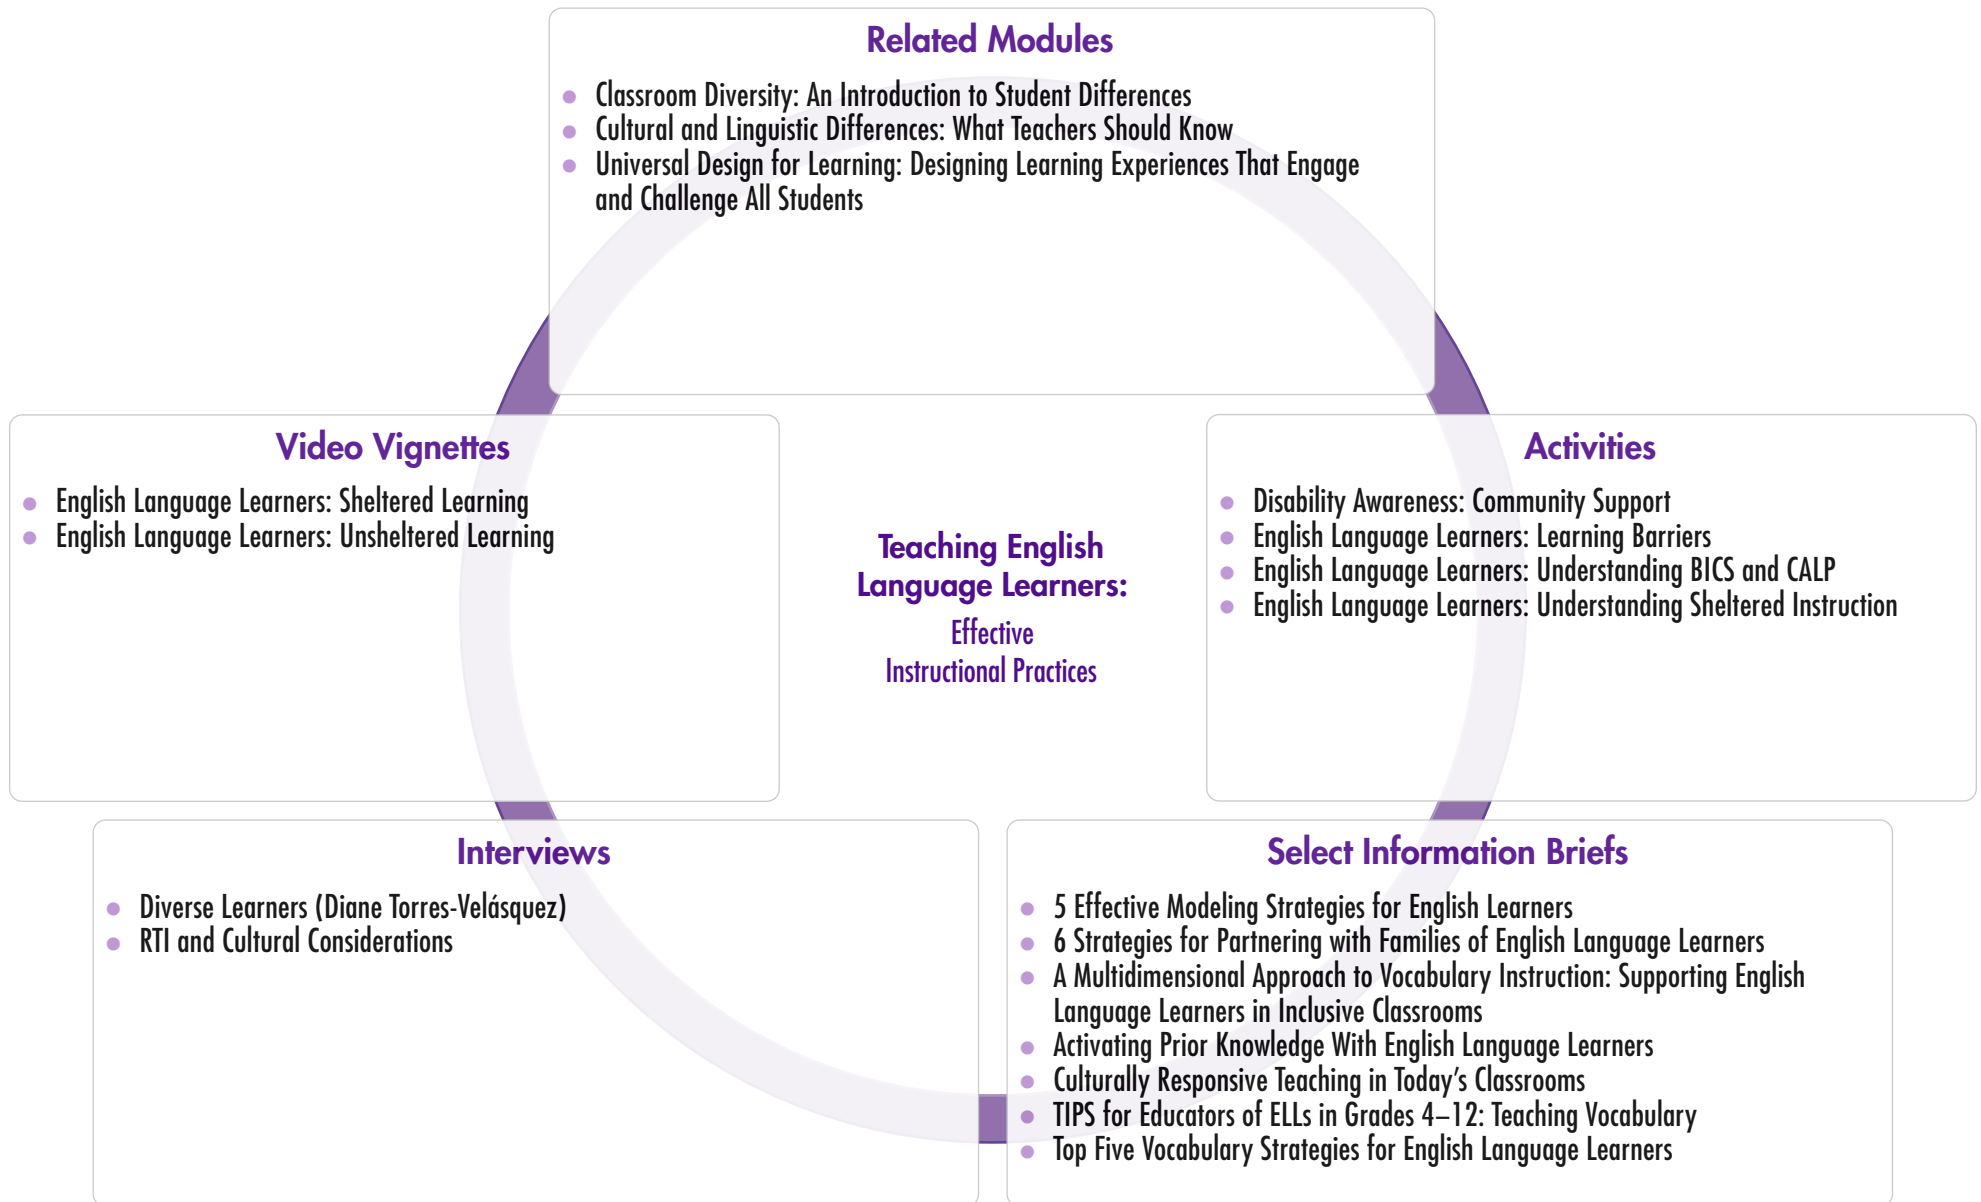 Related Modules
Classroom Diversity: An Introduction to Student Differences
Cultural and Linguistic Differences: What Teachers Should Know
Universal Design for Learning: Designing Learning Experiences That Engage
and Challenge All Students
Video Vignettes
English Language Learners: Sheltered Learning
English Language Learners: Unsheltered Learning
Teaching English
Language Learners:
Effective
Instructional Practices
Activities
Disability Awareness: Community Support
English Language Learners: Learning Barriers
English Language Learners: Understanding BICS and CALP
English Language Learners: Understanding Sheltered Instruction
Interviews
Diverse Learners (Diane Torres-Velásquez)
RTI and Cultural Considerations
Select Information Briefs
5 Effective Modeling Strategies for English Learners
6 Strategies for Partnering with Families of English Language Learners
A Multidimensional Approach to Vocabulary Instruction: Supporting English
Language Learners in Inclusive Classrooms
Activating Prior Knowledge With English Language Learners
Culturally Responsive Teaching in Today’s Classrooms
TIPS for Educators of ELLs in Grades 4–12: Teaching Vocabulary
Top Five Vocabulary Strategies for English Language Learners